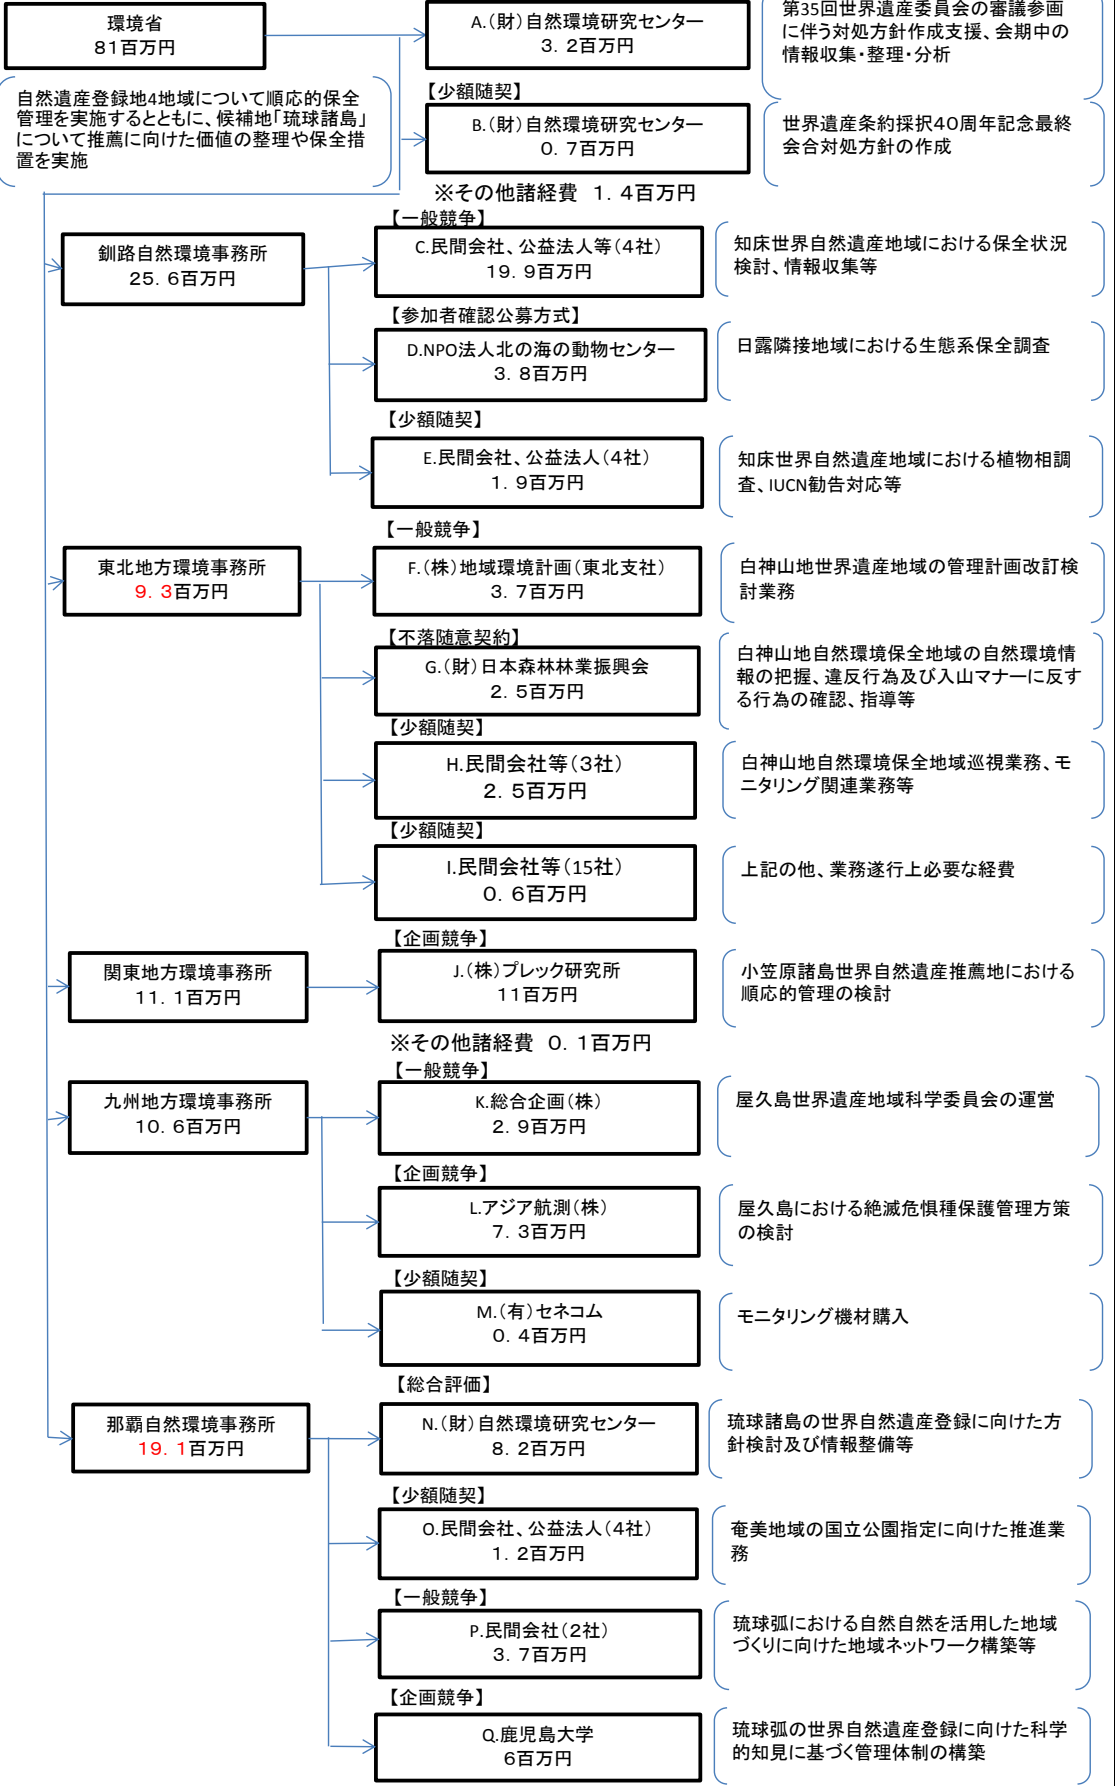 環境省
81百万円
A.(財)自然環境研究センター
3．2百万円
第35回世界遺産委員会の審議参画
に伴う対処方針作成支援、会期中の
情報収集・整理・分析
自然遺産登録地4地域について順応的保全
管理を実施するとともに、候補地「琉球諸島」
について推薦に向けた価値の整理や保全措
置を実施
【少額随契】
B.(財)自然環境研究センター
0．7百万円
世界遺産条約採択40周年記念最終
会合対処方針の作成
※その他諸経費 1．4百万円
【一般競争】
釧路自然環境事務所
25．6百万円
C.民間会社、公益法人等(4社)
19．9百万円
知床世界自然遺産地域における保全状況
検討、情報収集等
【参加者確認公募方式】
D.NPO法人北の海の動物センター
3．8百万円
日露隣接地域における生態系保全調査
【少額随契】
E.民間会社、公益法人(4社)
1．9百万円
知床世界自然遺産地域における植物相調
査、IUCN勧告対応等
【一般競争】
東北地方環境事務所
9．3百万円
F.(株)地域環境計画(東北支社)
3．7百万円
白神山地世界遺産地域の管理計画改訂検
討業務
【不落随意契約】
G.(財)日本森林林業振興会
2．5百万円
白神山地自然環境保全地域の自然環境情
報の把握、違反行為及び入山マナーに反す
る行為の確認、指導等
【少額随契】
H.民間会社等(3社)
2．5百万円
白神山地自然環境保全地域巡視業務、モ
ニタリング関連業務等
【少額随契】
I.民間会社等(15社)
0．6百万円
上記の他、業務遂行上必要な経費
【企画競争】
関東地方環境事務所
11．1百万円
J.(株)プレック研究所
11百万円
小笠原諸島世界自然遺産推薦地における
順応的管理の検討
※その他諸経費 0．1百万円
【一般競争】
九州地方環境事務所
10．6百万円
K.総合企画(株)
2．9百万円
屋久島世界遺産地域科学委員会の運営
【企画競争】
L.アジア航測(株)
7．3百万円
屋久島における絶滅危惧種保護管理方策
の検討
【少額随契】
M.(有)セネコム
0．4百万円
モニタリング機材購入
【総合評価】
那覇自然環境事務所
19．1百万円
N.(財)自然環境研究センター
8．2百万円
琉球諸島の世界自然遺産登録に向けた方
針検討及び情報整備等
【少額随契】
O.民間会社、公益法人(4社)
1．2百万円
奄美地域の国立公園指定に向けた推進業
務
【一般競争】
P.民間会社(2社)
3．7百万円
琉球弧における自然自然を活用した地域
づくりに向けた地域ネットワーク構築等
【企画競争】
Q.鹿児島大学
6百万円
琉球弧の世界自然遺産登録に向けた科学
的知見に基づく管理体制の構築